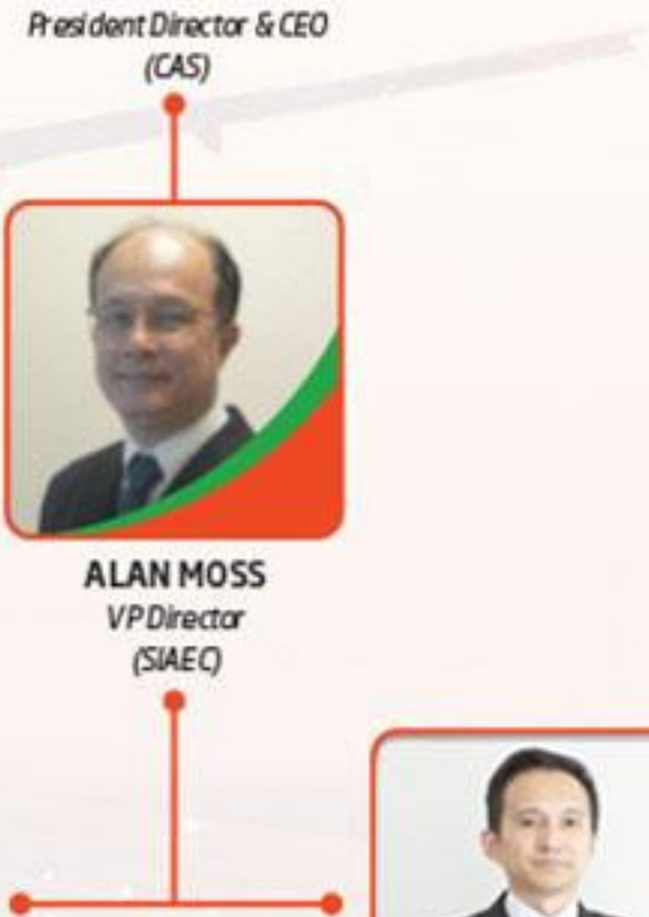 President Director & CEO
(CAS)
ALAN MOSS
VP Director
(SIAEC)